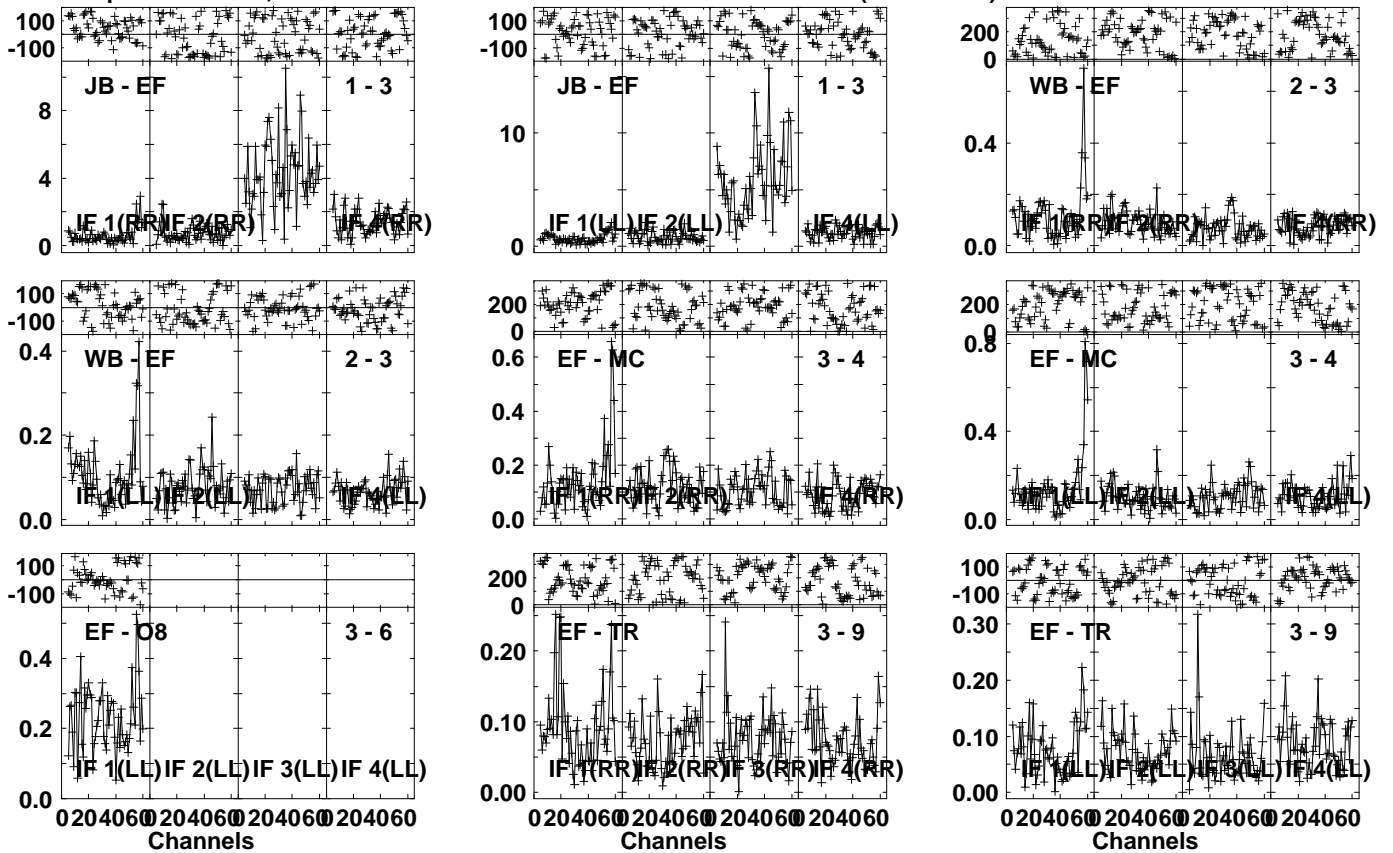 100
-100
JB - EF 1 - 3
8
4
0
IF 1(RR) IF 2(RR) IF 4(RR)
100
-100
JB - EF 1 - 3
10
0
IF 1(LL) IF 2(LL) IF 4(LL)
200
0
WB - EF 2 - 3
0.4
0.0
IF 1(RR) IF 2(RR) IF 4(RR)
100
-100
WB - EF 2 - 3
0.4
0.2
0.0
IF 1(LL) IF 2(LL) IF 4(LL)
200
0
EF - MC 3 - 4
0.6
0.4
0.2
0.0
IF 1(RR) IF 2(RR) IF 4(RR)
200
0
EF - MC 3 - 4
0.8
0.4
0.0
IF 1(LL) IF 2(LL) IF 4(LL)
100
-100
EF - O8 3 - 6
0.4
0.2
0.0
IF 1(LL) IF 2(LL) IF 3(LL) IF 4(LL)
0 20 40 60 0 20 40 60 0 20 40 60 0 20 40 60
Channels
200
0
EF - TR 3 - 9
0.20
0.10
0.00
IF 1(RR) IF 2(RR) IF 3(RR) IF 4(RR)
0 20 40 60 0 20 40 60 0 20 40 60 0 20 40 60
Channels
100
-100
EF - TR 3 - 9
0.30
0.20
0.10
0.00
IF 1(LL) IF 2(LL) IF 3(LL) IF 4(LL)
0 20 40 60 0 20 40 60 0 20 40 60 0 20 40 60
Channels